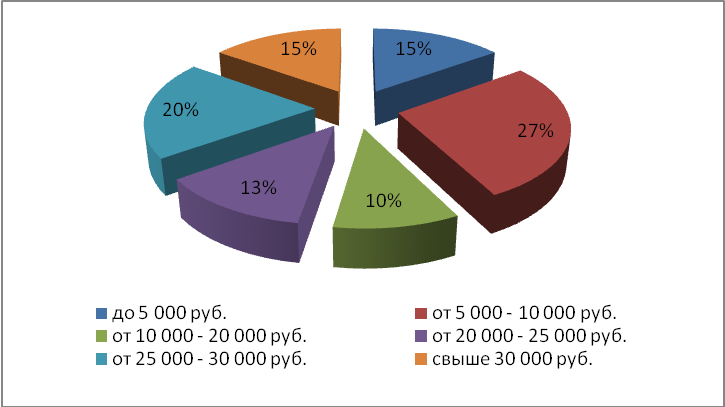 15%
15%
27%
20%
13%
10%
до 5 000 руб.
от 5 000 - 10 000 руб.
от 10 000 - 20 000 руб.
от 20 000 - 25 000 руб.
от 25 000 - 30 000 руб.
свыше 30 000 руб.